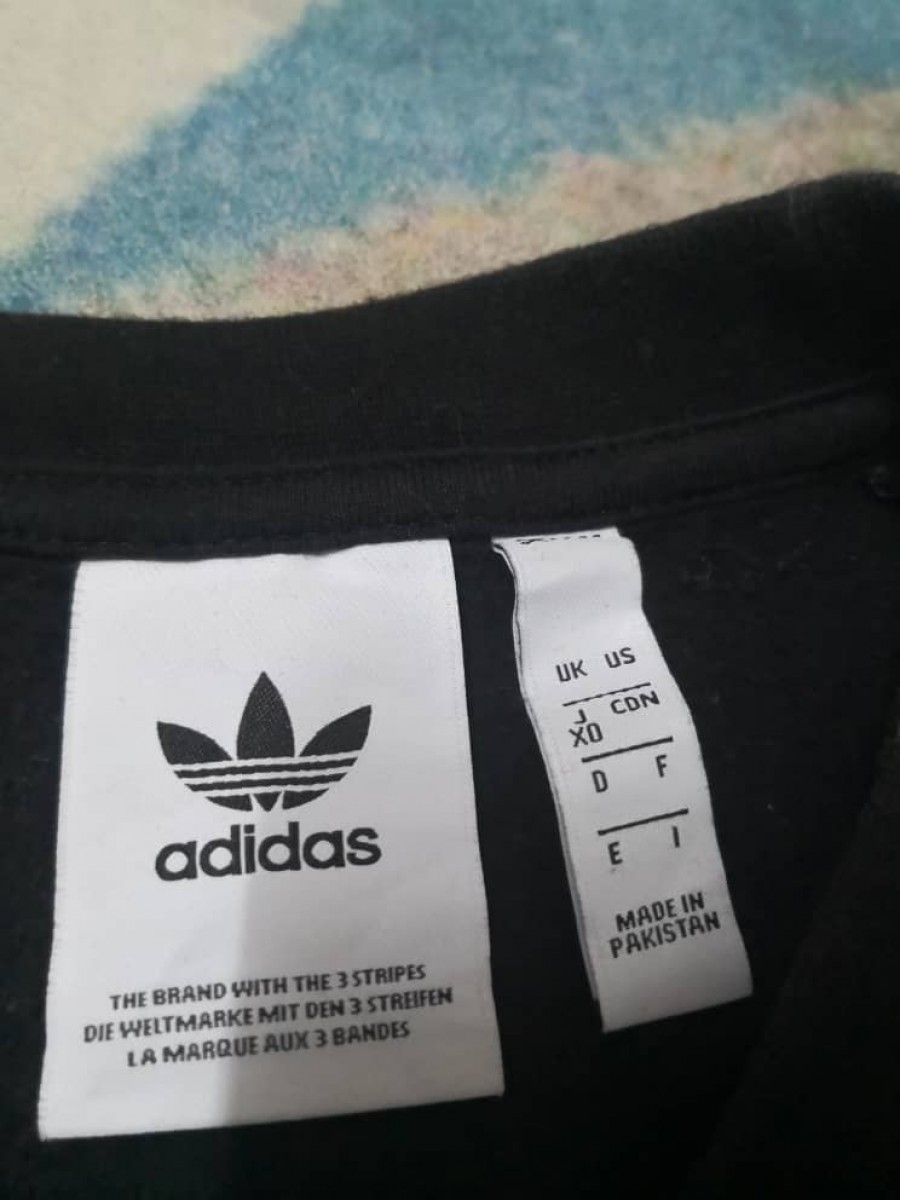 adidas
THE BRAND WITH THE 3 STRIPES
DIE WELTMARKE MIT DEN 3 STREIFEN
LA MARQUE AUX 3 BANDES
UK US
J CDN
XO
D F
E I
MADE IN
PAKISTAN